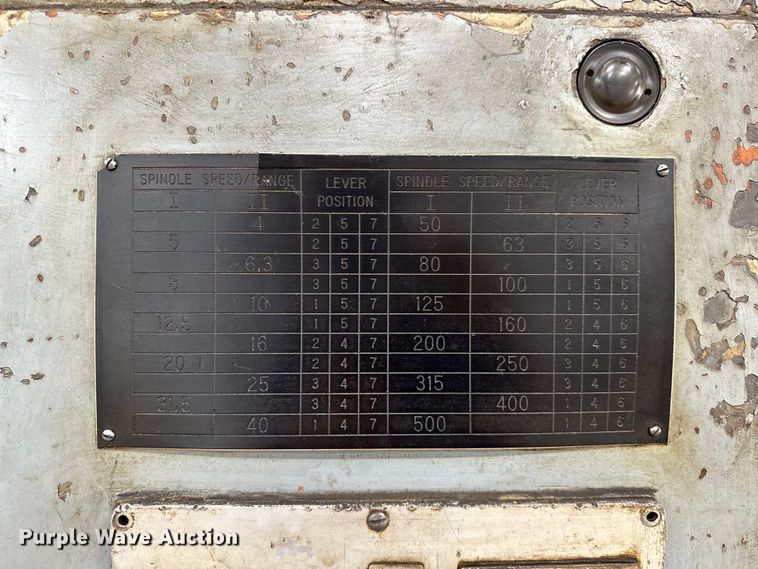 SPINDLE SPEED/RANGE LEVER POSITION SPINDLE SPEED/RANGE LEVER POSITION
I II I II
4 2 5 7 50 2 5 6
5 2 5 7 63 3 5 6
6,3 3 5 7 80 3 5 6
8 3 5 7 100 1 5 6
10 1 5 7 125 1 5 6
12,5 1 5 7 160 2 4 6
16 2 4 7 200 2 4 6
20 2 4 7 250 3 4 6
25 3 4 7 315 3 4 6
31,5 3 4 7 400 1 4 6
40 1 4 7 500 1 4 6
Purple Wave Auction